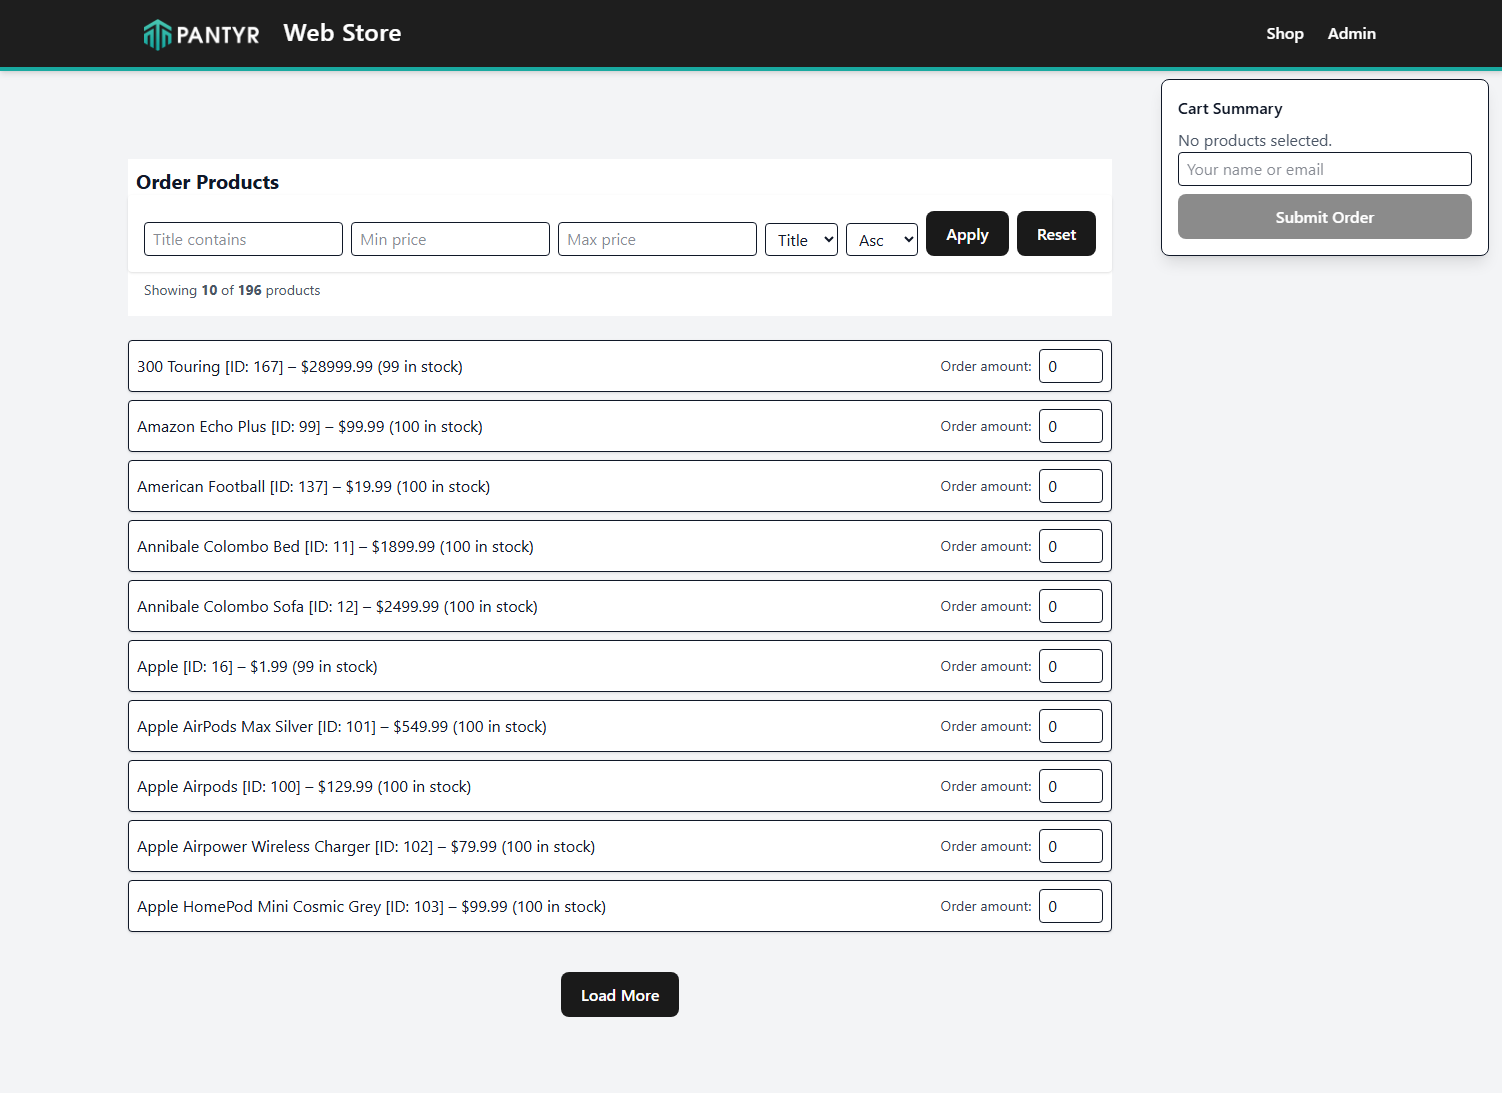 PANTYR Web Store Shop Admin
Cart Summary
No products selected.
Your name or email
Submit Order
Order Products
Title contains Min price Max price Title Asc Apply Reset
Showing 10 of 196 products
300 Touring [ID: 167] – $28999.99 (99 in stock) Order amount: 0
Amazon Echo Plus [ID: 99] – $99.99 (100 in stock) Order amount: 0
American Football [ID: 137] – $19.99 (100 in stock) Order amount: 0
Annibale Colombo Bed [ID: 11] – $1899.99 (100 in stock) Order amount: 0
Annibale Colombo Sofa [ID: 12] – $2499.99 (100 in stock) Order amount: 0
Apple [ID: 16] – $1.99 (99 in stock) Order amount: 0
Apple AirPods Max Silver [ID: 101] – $549.99 (100 in stock) Order amount: 0
Apple Airpods [ID: 100] – $129.99 (100 in stock) Order amount: 0
Apple Airpower Wireless Charger [ID: 102] – $79.99 (100 in stock) Order amount: 0
Apple HomePod Mini Cosmic Grey [ID: 103] – $99.99 (100 in stock) Order amount: 0
Load More